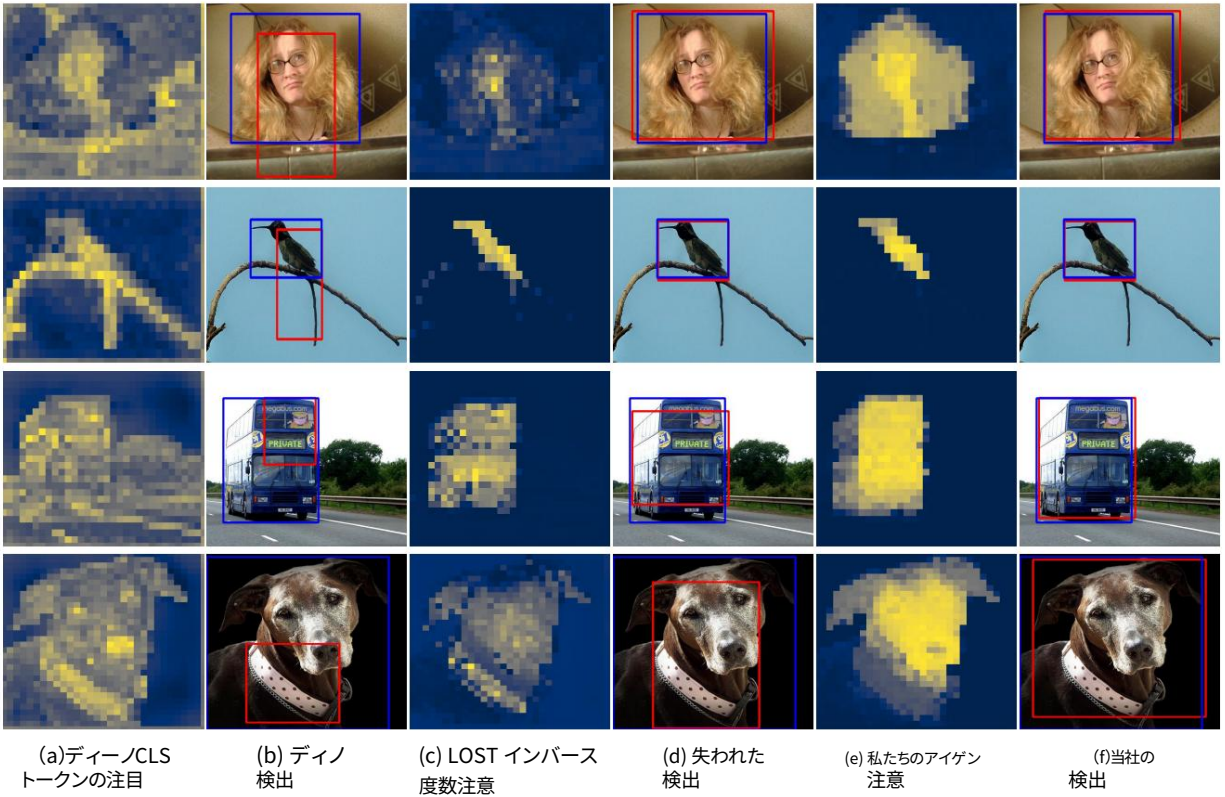 megabus.com
PRIVATE
megabus.com
PRIVATE
megabus.com
PRIVATE
(a)ディーノCLS
トークンの注目
(b) ディノ
検出
(c) LOST インバース
度数注意
(d) 失われた
検出
(e) 私たちのアイゲン
注意
(f)当社の
検出